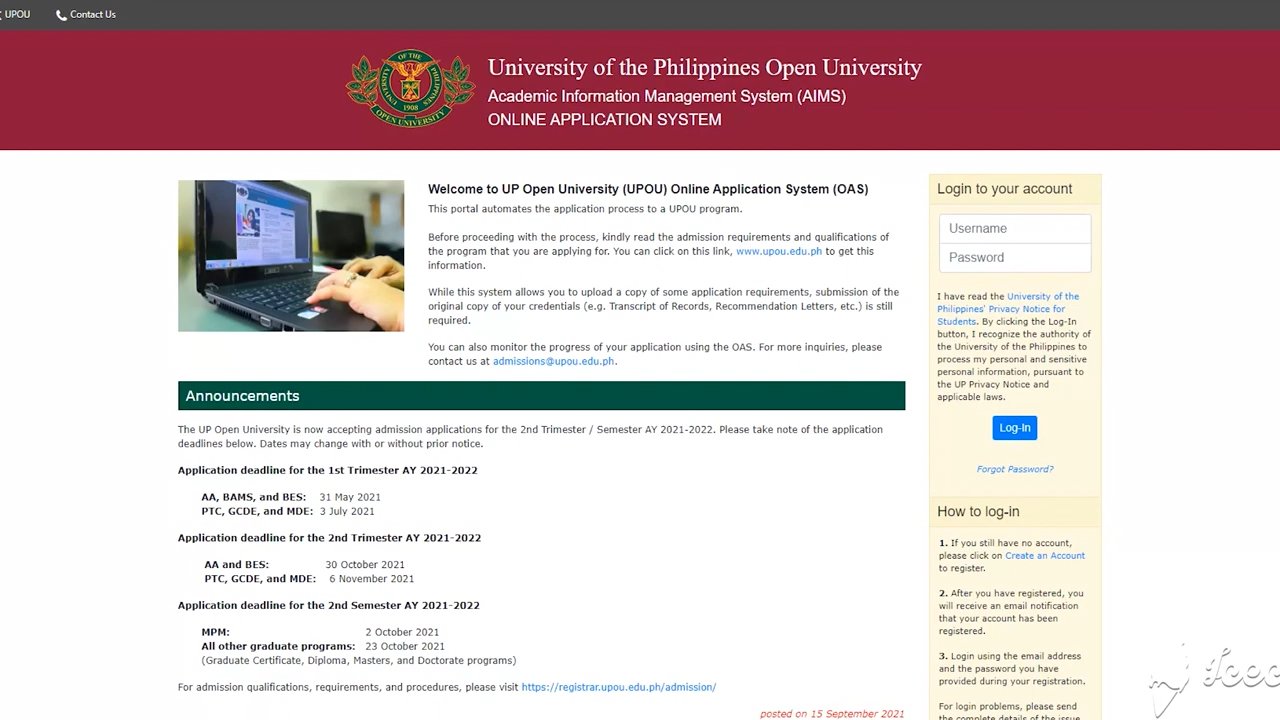 UPOU
Contact Us
OF THE
UNIVERSITY
PHILIPPINES
1908
OPEN UNIVERSITY
University of the Philippines Open University
Academic Information Management System (AIMS)
ONLINE APPLICATION SYSTEM
Welcome to UP Open University (UPOU) Online Application System (OAS)
This portal automates the application process to a UPOU program.
Before proceeding with the process, kindly read the admission requirements and qualifications of
the program that you are applying for. You can click on this link, www.upou.edu.ph to get this
information.
While this system allows you to upload a copy of some application requirements, submission of the
original copy of your credentials (e.g. Transcript of Records, Recommendation Letters, etc.) is still
required.
You can also monitor the progress of your application using the OAS. For more inquiries, please
contact us at admissions@upou.edu.ph.
Announcements
The UP Open University is now accepting admission applications for the 2nd Trimester / Semester AY 2021-2022. Please take note of the application
deadlines below. Dates may change with or without prior notice.
Application deadline for the 1st Trimester AY 2021-2022
AA, BAMS, and BES: 31 May 2021
PTC, GCDE, and MDE: 3 July 2021
Application deadline for the 2nd Trimester AY 2021-2022
AA and BES: 30 October 2021
PTC, GCDE, and MDE: 6 November 2021
Application deadline for the 2nd Semester AY 2021-2022
MPM: 2 October 2021
All other graduate programs: 23 October 2021
(Graduate Certificate, Diploma, Masters, and Doctorate programs)
For admission qualifications, requirements, and procedures, please visit https://registrar.upou.edu.ph/admission/
posted on 15 September 2021
Login to your account
Username
Password
I have read the University of the
Philippines' Privacy Notice for
Students. By clicking the Log-In
button, I recognize the authority of
the University of the Philippines to
process my personal and sensitive
personal information, pursuant to
the UP Privacy Notice and
applicable laws.
Log-In
Forgot Password?
How to log-in
1. If you still have no account,
please click on Create an Account
to register.
2. After you have registered, you
will receive an email notification
that your account has been
registered.
3. Login using the email address
and the password you have
provided during your registration.
For login problems, please send
the complete details of the issue